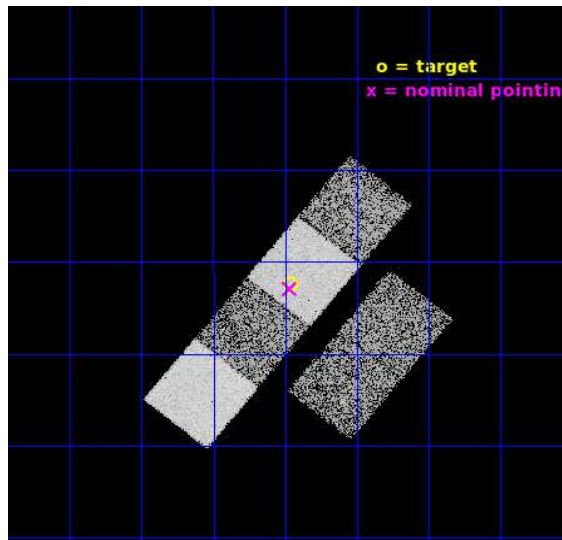 o = target
x = nominal pointin